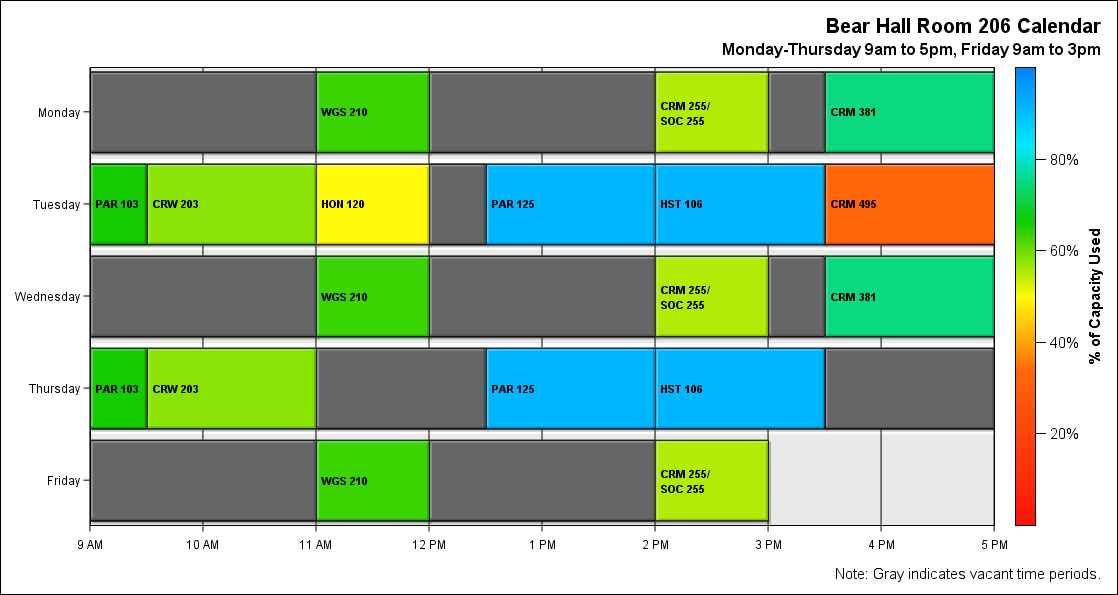 Bear Hall Room 206 Calendar
Monday-Thursday 9am to 5pm, Friday 9am to 3pm
Monday
WGS 210
CRM 255/
SOC 255
CRM 381
Tuesday
PAR 103
CRW 203
HON 120
PAR 125
HST 106
CRM 495
Wednesday
WGS 210
CRM 255/
SOC 255
CRM 381
Thursday
PAR 103
CRW 203
PAR 125
HST 106
Friday
WGS 210
CRM 255/
SOC 255
9 AM
10 AM
11 AM
12 PM
1 PM
2 PM
3 PM
4 PM
5 PM
80%
60%
40%
20%
% of Capacity Used
Note: Gray indicates vacant time periods.